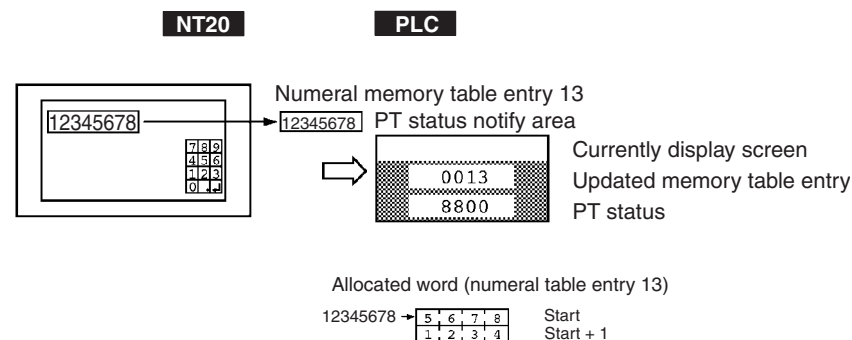 NT20 PLC
Numeral memory table entry 13
12345678 12345678 PT status notify area
7 8 9
4 5 6
1 2 3
0 . ↵
Currently display screen
0013 Updated memory table entry
8800 PT status
Allocated word (numeral table entry 13)
12345678 5 6 7 8 Start
1 2 3 4 Start + 1